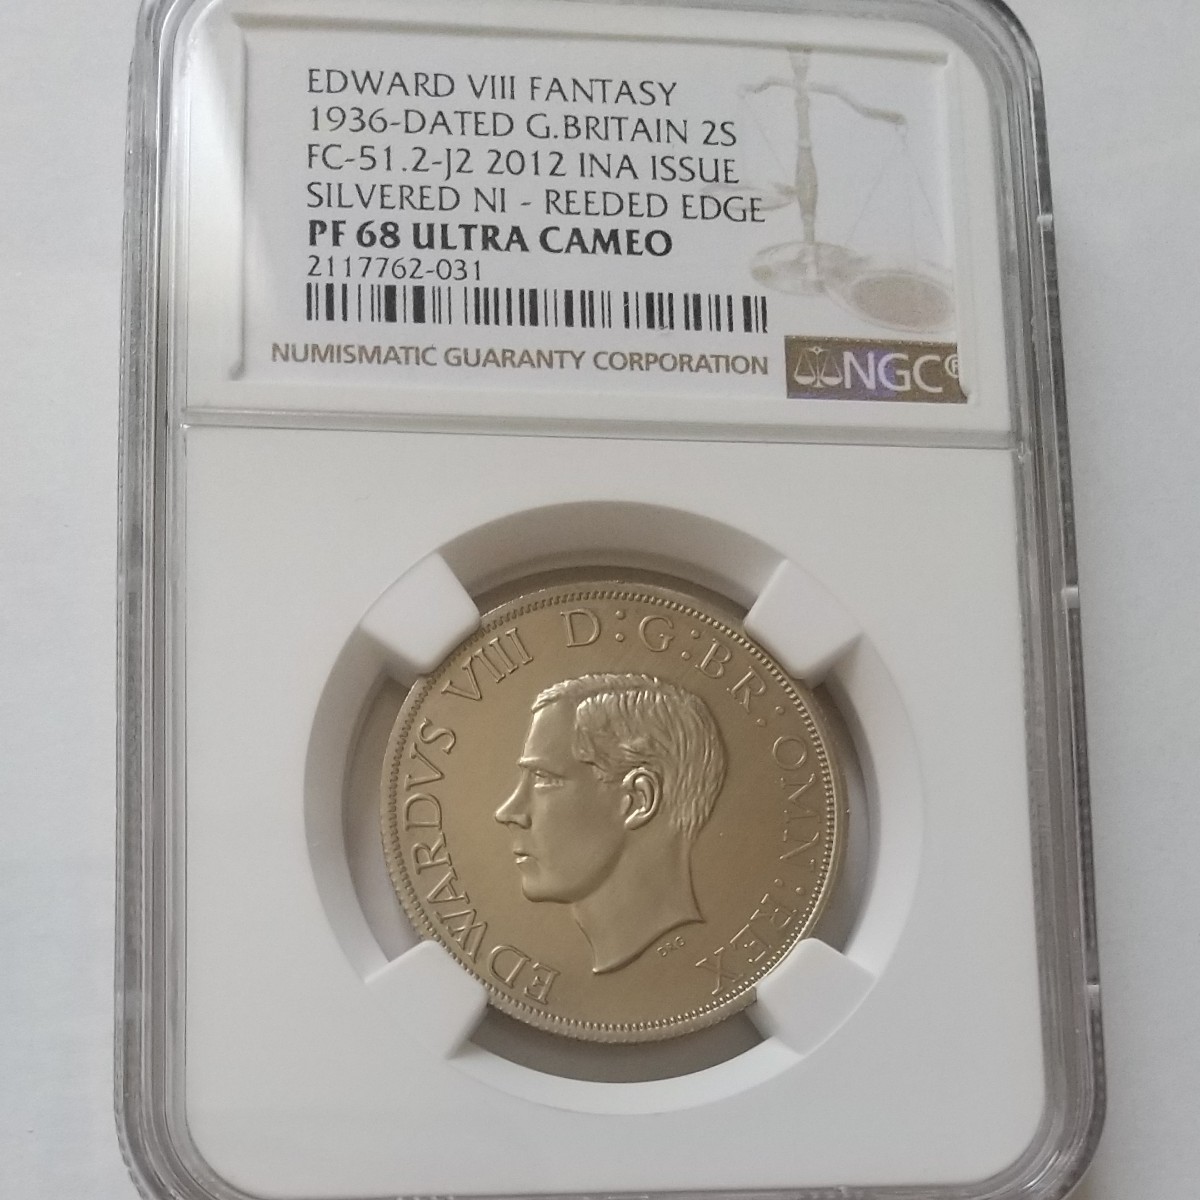 EDWARD VIII FANTASY
1936-DATED G.BRITAIN 2S
FC-51.2-J2 2012 INA ISSUE
SILVERED NI - REEDED EDGE
PF 68 ULTRA CAMEO
2117762-031
NUMISMATIC GUARANTY CORPORATION
NGC®
EDWARDVS VIII D:G:BR:OMN:REX
DRG